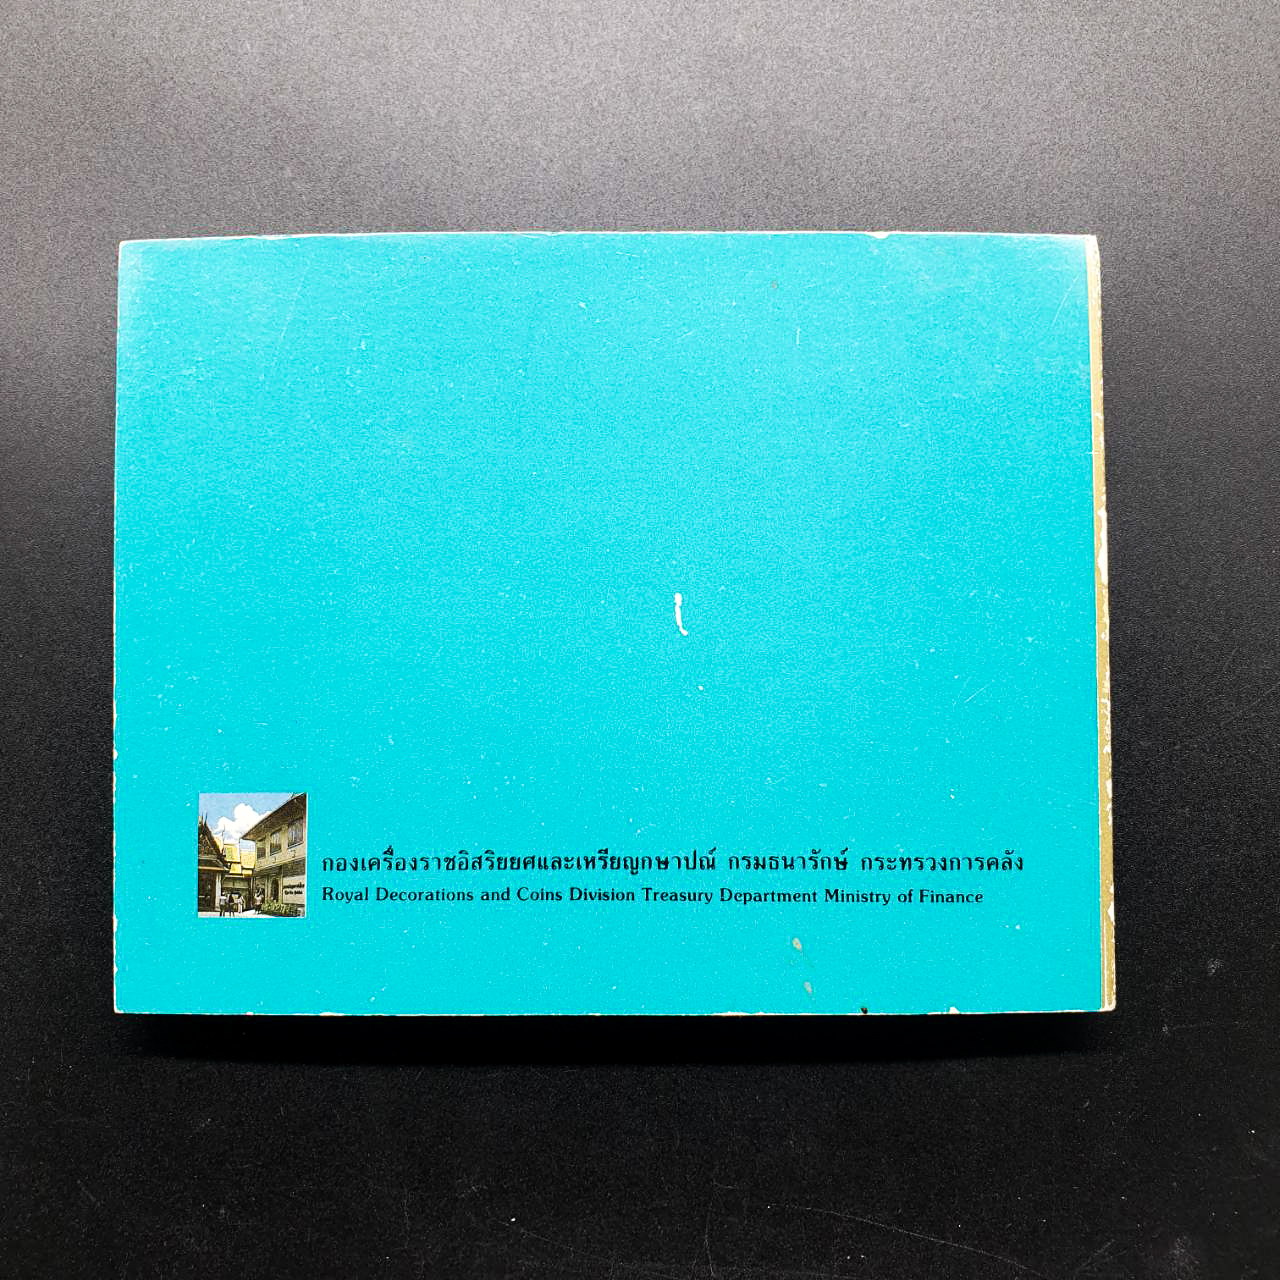 กองเครื่องราชอิสริยยศและเหรียญกษาปณ์ กรมธนารักษ์ กระทรวงการคลัง
Royal Decorations and Coins Division Treasury Department Ministry of Finance